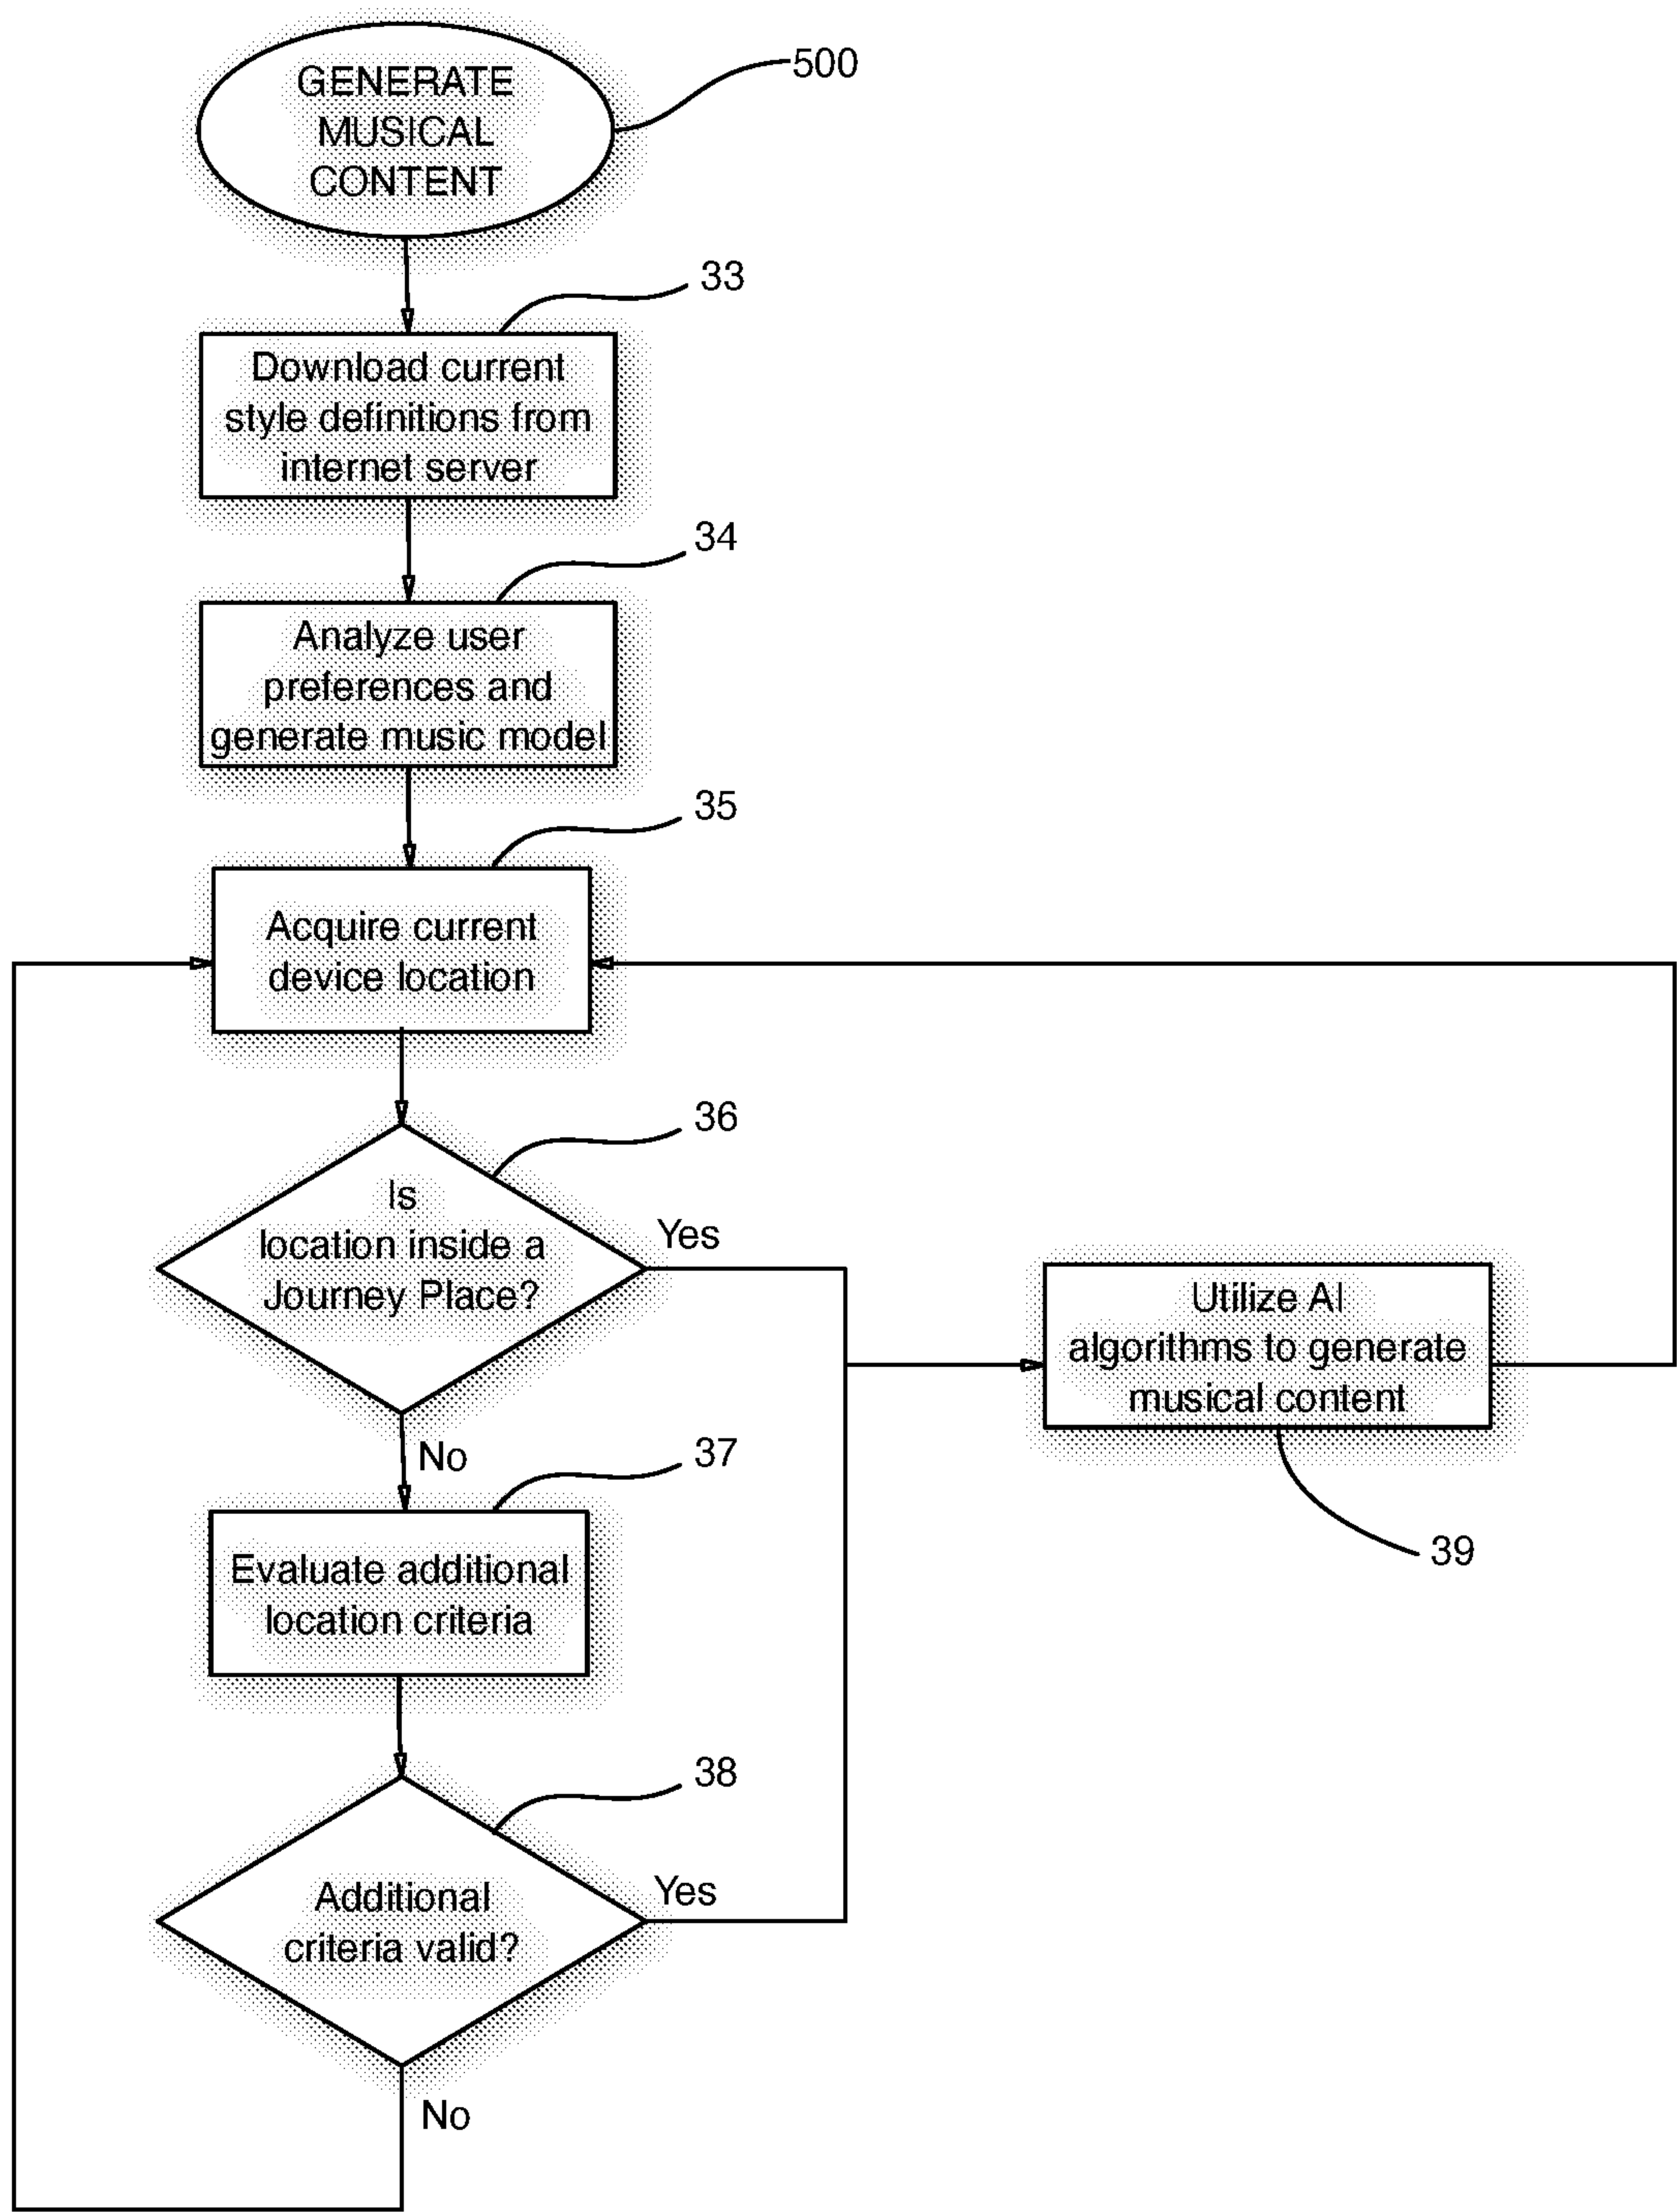 GENERATE
MUSICAL
CONTENT
500
33
Download current
style definitions from
internet server
34
Analyze user
preferences and
generate music model
35
Acquire current
device location
36
Is
location inside a
Journey Place?
Yes
No
Utilize AI
algorithms to generate
musical content
39
37
Evaluate additional
location criteria
38
Additional
criteria valid?
Yes
No